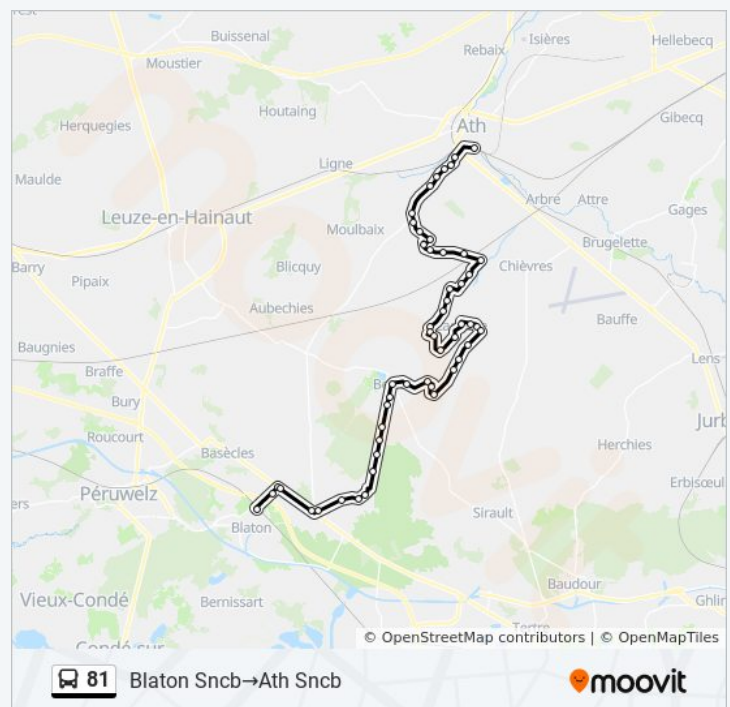 Buissenal
Isières
Hellebecq
Rebaix
Moustier
Houtaing
Gibecq
Ath
Herquegies
Ligne
Maulde
Arbre
Attre
Gages
Leuze-en-Hainaut
Moulbaix
Brugelette
Barry
Blicquy
Chièvres
Pipaix
Aubechies
Bauffe
Baugnies
Lens
Braffe
Bury
Jurb
Roucourt
Herchies
Basècles
Erbisœul
Péruwelz
Sirault
Blaton
Baudour
Vieux-Condé
Bernissart
Ghlin
Tertre
Condé-sur
© OpenStreetMap contributors | © OpenMapTiles
81 Blaton Sncb→Ath Sncb
moovit